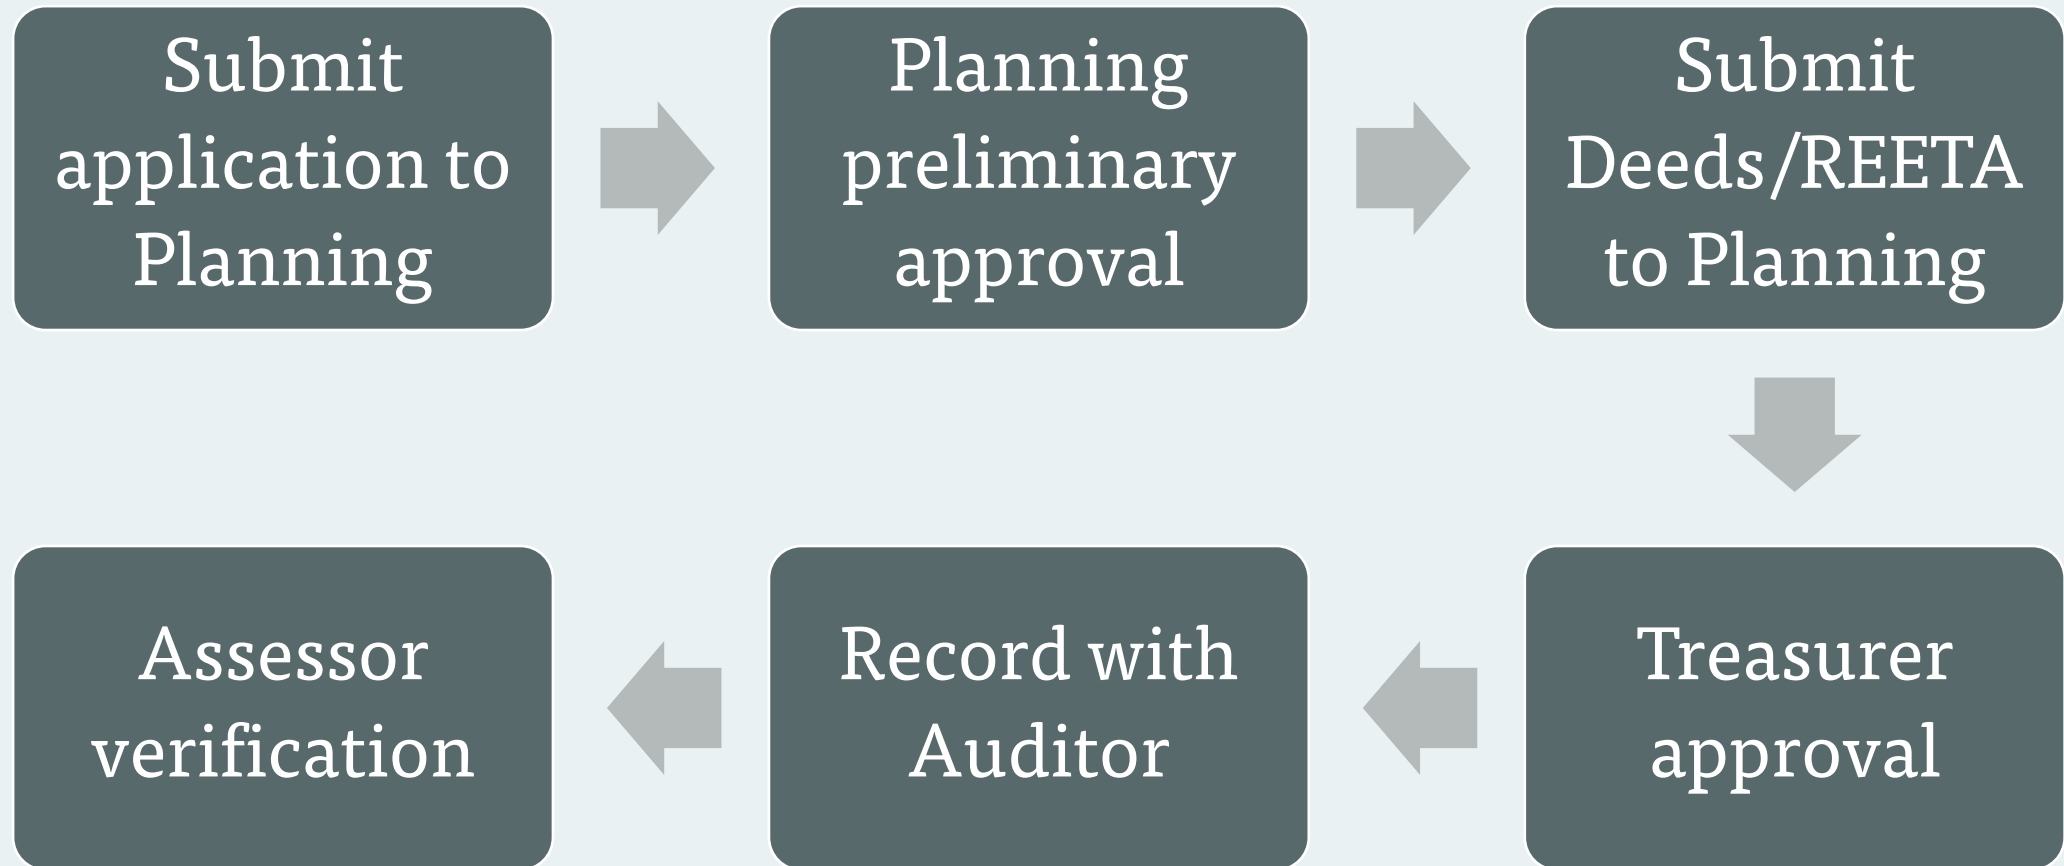 Submit
application to
Planning
Planning
preliminary
approval
Submit
Deeds/REETA
to Planning
Treasurer
approval
Record with
Auditor
Assessor
verification